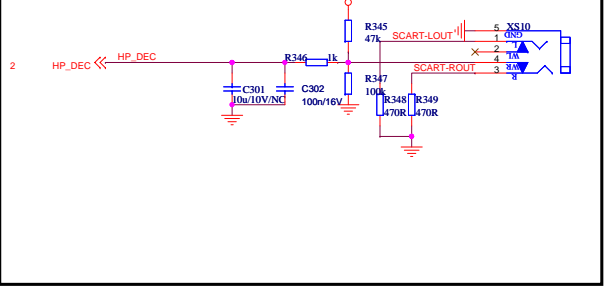 R345
47k
SCART-LOUT
5
XS10
GND
1
L
2
WL
2
HP_DEC
HP_DEC
R346
1k
4
WR
SCART-ROUT
3
R
R347
100k
C301
10u/10V/NC
C302
100n/16V
R348
470R
R349
470R